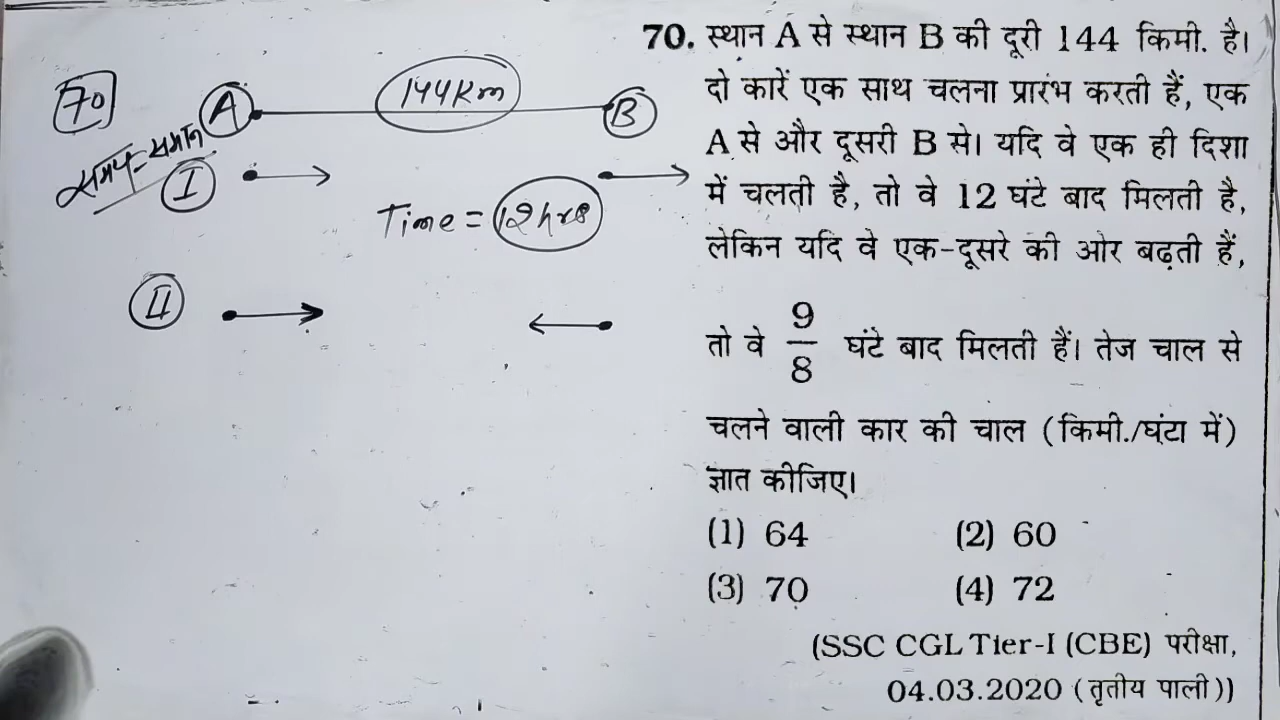 70
A
144Km
B
समय-समान
I
Time = 12hrs
II
70. स्थान A से स्थान B की दूरी 144 किमी. है।
दो कारें एक साथ चलना प्रारंभ करती हैं, एक
A से और दूसरी B से। यदि वे एक ही दिशा
में चलती है, तो वे 12 घंटे बाद मिलती है,
लेकिन यदि वे एक-दूसरे की ओर बढ़ती हैं,
तो वे 9/8 घंटे बाद मिलती हैं। तेज चाल से
चलने वाली कार की चाल (किमी./घंटा में)
ज्ञात कीजिए।
(1) 64 (2) 60
(3) 70 (4) 72
(SSC CGL Tier-I (CBE) परीक्षा,
04.03.2020 (तृतीय पाली))